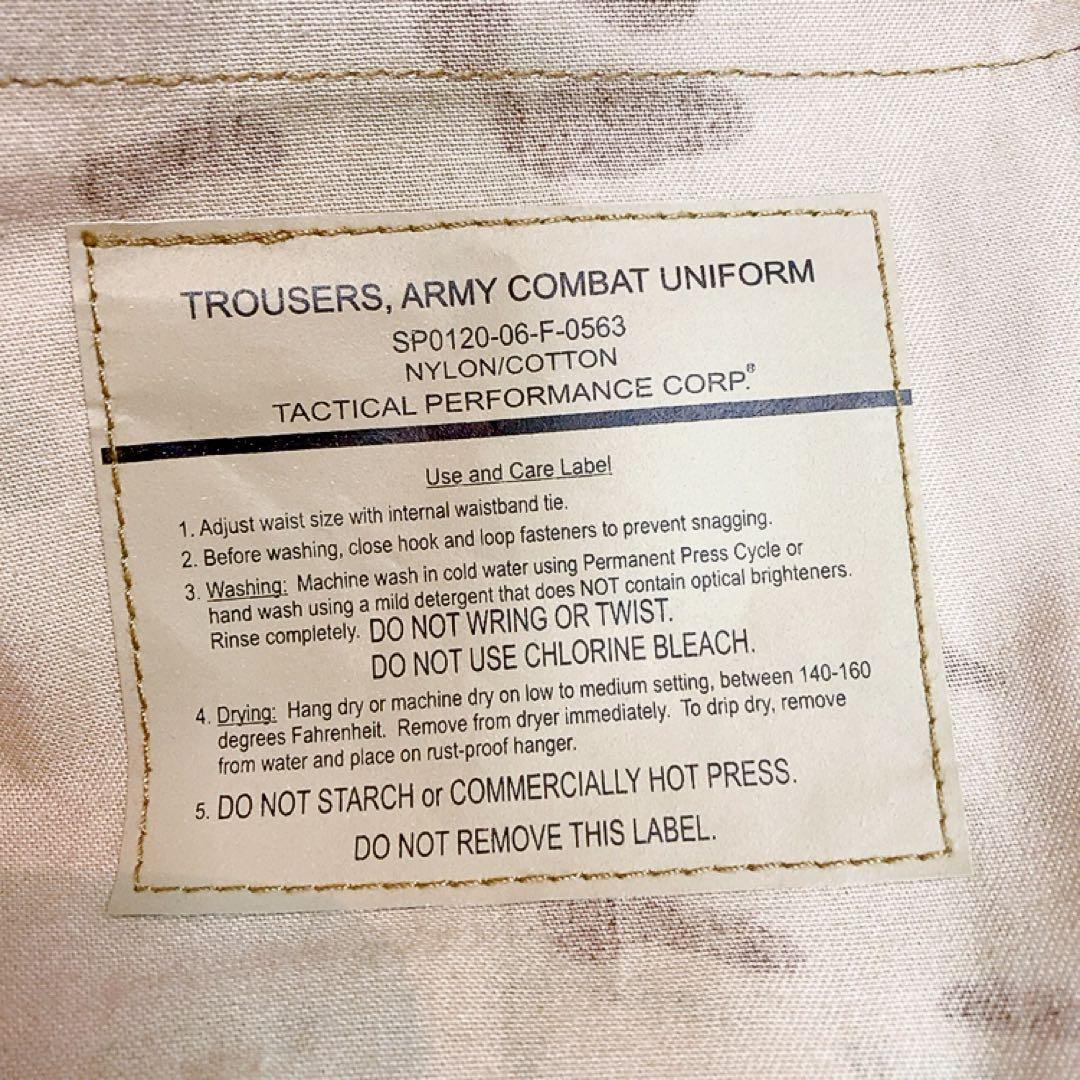 TROUSERS, ARMY COMBAT UNIFORM
SP0120-06-F-0563
NYLON/COTTON
TACTICAL PERFORMANCE CORP.®
Use and Care Label
1. Adjust waist size with internal waistband tie.
2. Before washing, close hook and loop fasteners to prevent snagging.
3. Washing: Machine wash in cold water using Permanent Press Cycle or
hand wash using a mild detergent that does NOT contain optical brighteners.
Rinse completely. DO NOT WRING OR TWIST.
DO NOT USE CHLORINE BLEACH.
4. Drying: Hang dry or machine dry on low to medium setting, between 140-160
degrees Fahrenheit. Remove from dryer immediately. To drip dry, remove
from water and place on rust-proof hanger.
5. DO NOT STARCH or COMMERCIALLY HOT PRESS.
DO NOT REMOVE THIS LABEL.